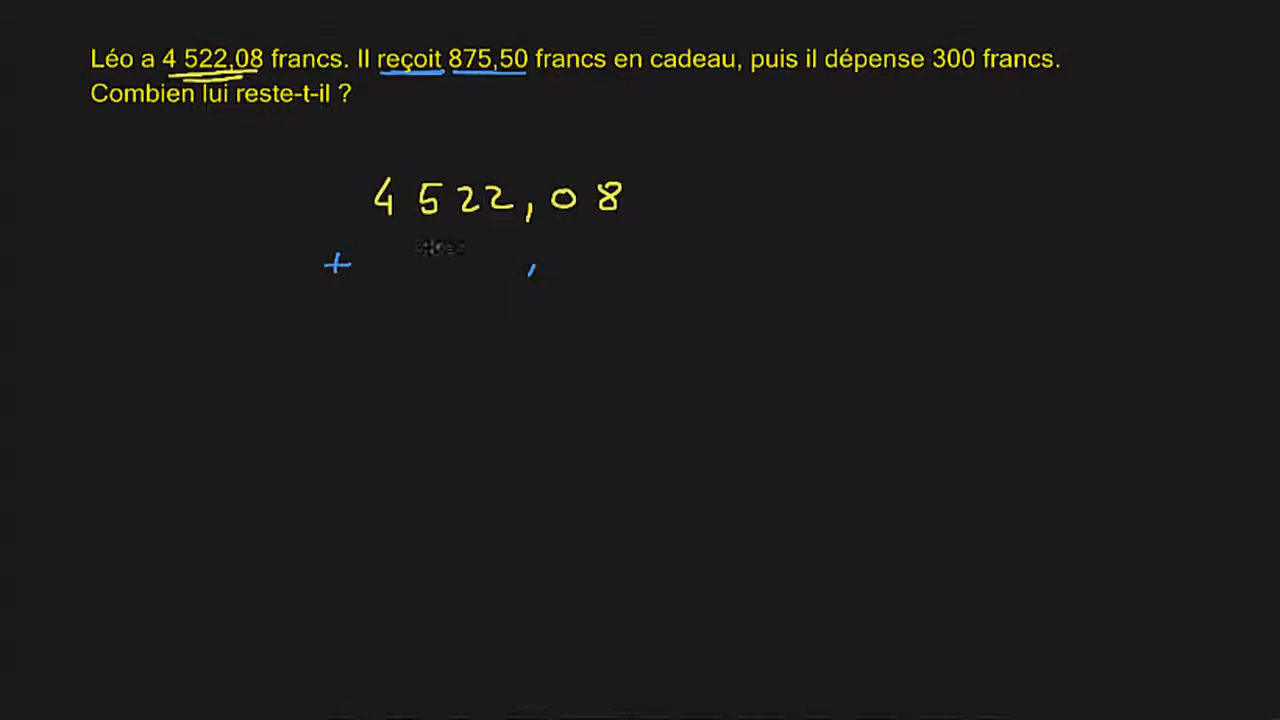 Léo a 4 522,08 francs. Il reçoit 875,50 francs en cadeau, puis il dépense 300 francs.
Combien lui reste-t-il ?
4 522,08
+ ,